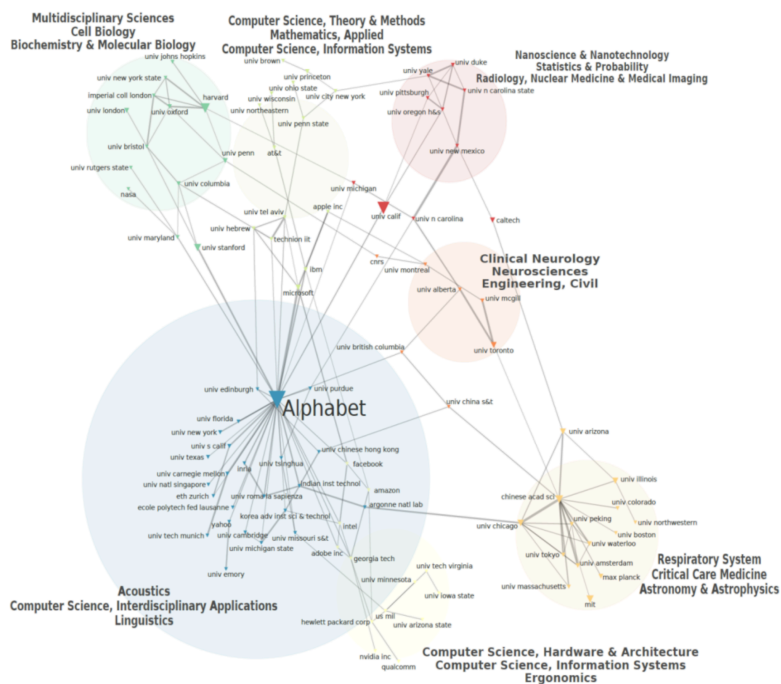 Multidisciplinary Sciences
Cell Biology
Biochemistry & Molecular Biology
Computer Science, Theory & Methods
Mathematics, Applied
Computer Science, Information Systems
Nanoscience & Nanotechnology
Statistics & Probability
Radiology, Nuclear Medicine & Medical Imaging
univ johns hopkins
univ new york state
imperial coll london
harvard
univ london
univ oxford
univ bristol
univ penn
univ rutgers state
univ columbia
nasa
univ maryland
univ stanford
univ brown
univ princeton
univ ohio state
univ city new york
univ wisconsin
univ northeastern
univ penn state
at&t
univ duke
univ yale
univ pittsburgh
univ n carolina state
univ oregon h&s
univ new mexico
univ michigan
univ calif
univ n carolina
caltech
univ tel aviv
apple inc
univ hebrew
technion iit
ibm
microsoft
cnrs
univ montreal
Clinical Neurology
Neurosciences
Engineering, Civil
univ alberta
univ mcgill
univ toronto
univ british columbia
univ edinburgh
univ purdue
Alphabet
univ china s&t
univ florida
univ new york
univ s calif
univ texas
univ carnegie mellon
univ natl singapore
eth zurich
ecole polytech fed lausanne
yahoo
univ tech munich
univ cambridge
univ michigan state
univ emory
inria
univ tsinghua
univ chinese hong kong
facebook
indian inst technol
univ romaria sapienza
amazon
argonne natl lab
korea adv inst sci & technol
intel
univ missouri s&t
adobe inc
georgia tech
univ arizona
univ illinois
chinese acad sci
univ colorado
univ chicago
univ peking
univ northwestern
univ boston
univ waterloo
univ tokyo
univ amsterdam
max planck
univ massachusetts
mit
Respiratory System
Critical Care Medicine
Astronomy & Astrophysics
univ tech virginia
univ minnesota
univ iowa state
us mil
hewlett packard corp
univ arizona state
nvidia inc
qualcomm
Acoustics
Computer Science, Interdisciplinary Applications
Linguistics
Computer Science, Hardware & Architecture
Computer Science, Information Systems
Ergonomics